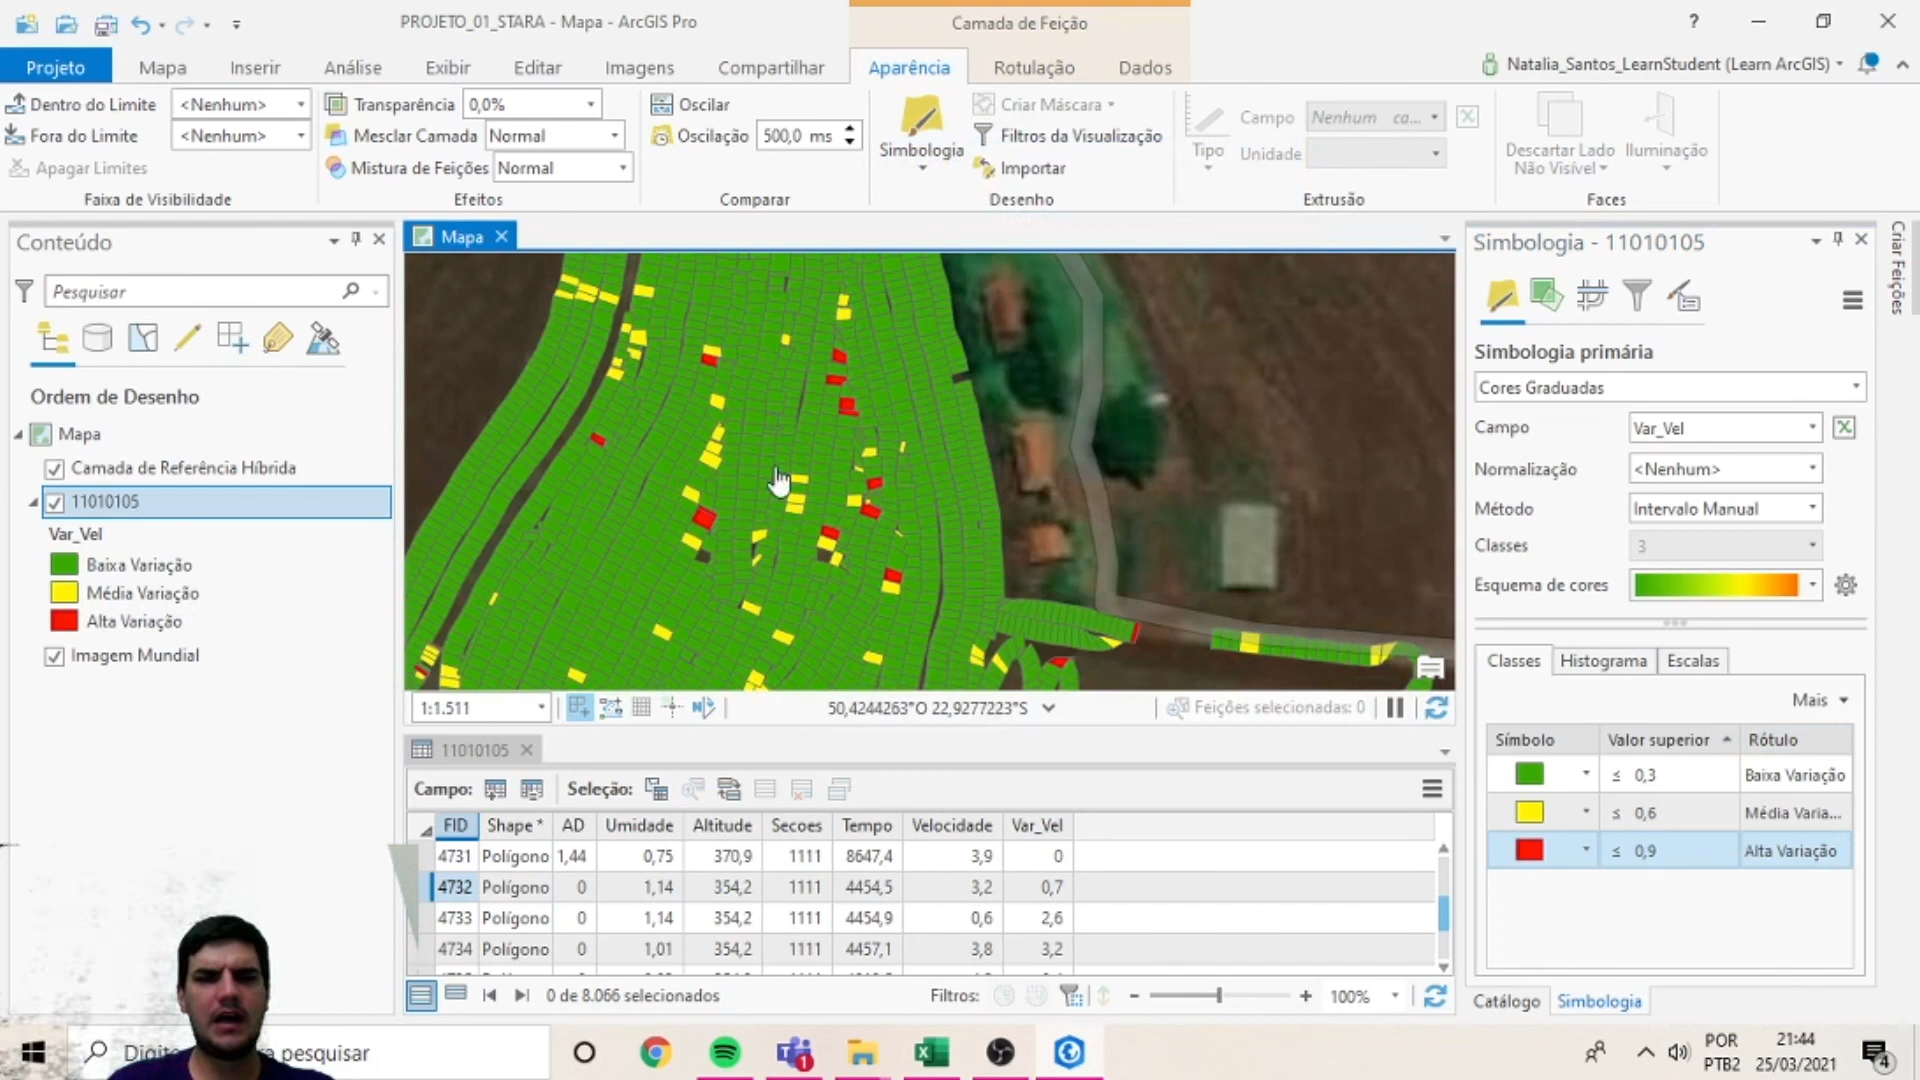 PROJETO_01_STARA - Mapa - ArcGIS Pro
Camada de Feição
?
Projeto Mapa Inserir Análise Exibir Editar Imagens Compartilhar Aparência Rotulação Dados
Natalia_Santos_LearnStudent (Learn ArcGIS)
Dentro do Limite <Nenhum>
Fora do Limite <Nenhum>
Apagar Limites
Faixa de Visibilidade
Transparência 0,0%
Mesclar Camada Normal
Mistura de Feições Normal
Efeitos
Oscilar
Oscilação 500,0 ms
Comparar
Simbologia
Criar Máscara
Filtros da Visualização
Importar
Desenho
Tipo
Campo Nenhum ca...
Unidade
Extrusão
Descartar Lado
Não Visível
Iluminação
Faces
Conteúdo
Pesquisar
Ordem de Desenho
Mapa
Camada de Referência Híbrida
11010105
Var_Vel
Baixa Variação
Média Variação
Alta Variação
Imagem Mundial
Mapa
1:1.511
50,4244263°O 22,9277223°S
Feições selecionadas: 0
11010105
Campo: Seleção:
FID Shape * AD Umidade Altitude Secoes Tempo Velocidade Var_Vel
4731 Polígono 1,44 0,75 370,9 1111 8647,4 3,9 0
4732 Polígono 0 1,14 354,2 1111 4454,5 3,2 0,7
4733 Polígono 0 1,14 354,2 1111 4454,9 0,6 2,6
4734 Polígono 0 1,01 354,2 1111 4457,1 3,8 3,2
0 de 8.066 selecionados
Filtros:
- + 100%
Simbologia - 11010105
Criar Feições
Simbologia primária
Cores Graduadas
Campo Var_Vel
Normalização <Nenhum>
Método Intervalo Manual
Classes 3
Esquema de cores
Classes Histograma Escalas
Mais
Símbolo Valor superior Rótulo
≤ 0,3 Baixa Variação
≤ 0,6 Média Varia...
≤ 0,9 Alta Variação
Catálogo Simbologia
pesquisar
1
POR
PTB2
21:44
25/03/2021
4